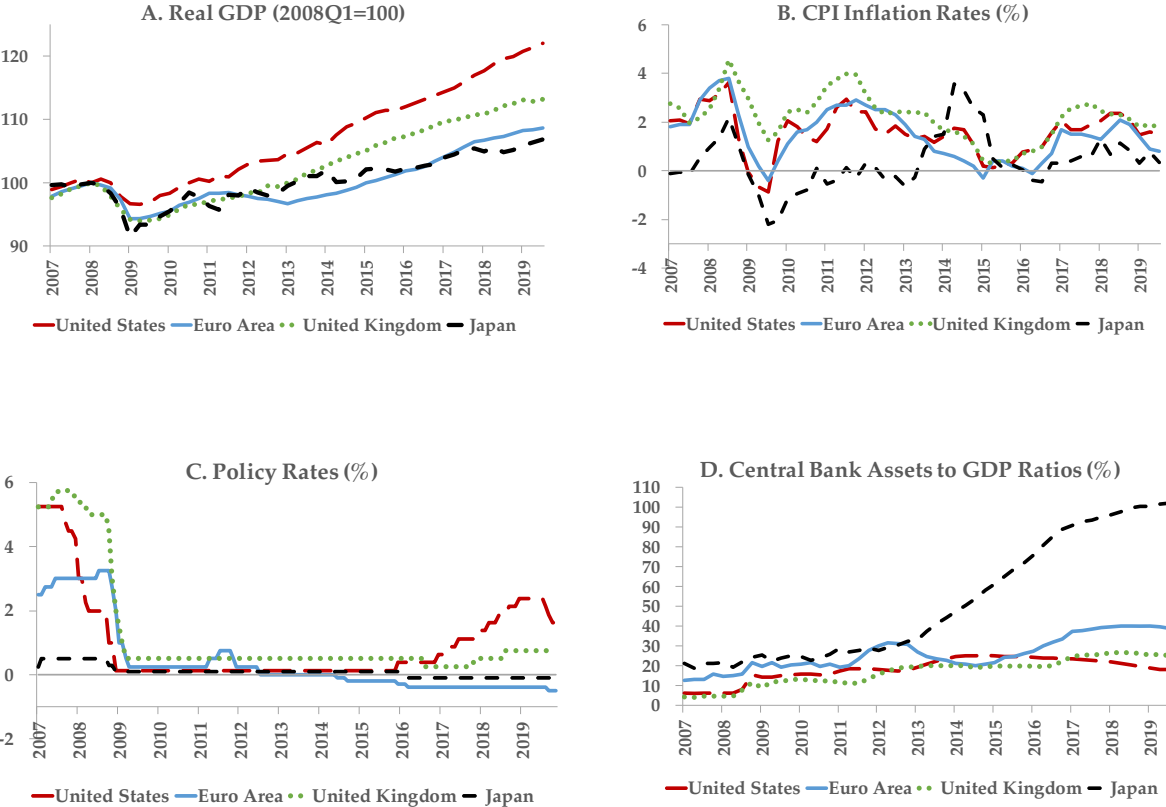 A. Real GDP (2008Q1=100)
120
110
100
90
2007 2008 2009 2010 2011 2012 2013 2014 2015 2016 2017 2018 2019
United States Euro Area United Kingdom Japan
B. CPI Inflation Rates (%)
6
4
2
0
-2
-4
2007 2008 2009 2010 2011 2012 2013 2014 2015 2016 2017 2018 2019
United States Euro Area United Kingdom Japan
C. Policy Rates (%)
6
4
2
0
-2
2007 2008 2009 2010 2011 2012 2013 2014 2015 2016 2017 2018 2019
United States Euro Area United Kingdom Japan
D. Central Bank Assets to GDP Ratios (%)
110
100
90
80
70
60
50
40
30
20
10
0
2007 2008 2009 2010 2011 2012 2013 2014 2015 2016 2017 2018 2019
United States Euro Area United Kingdom Japan